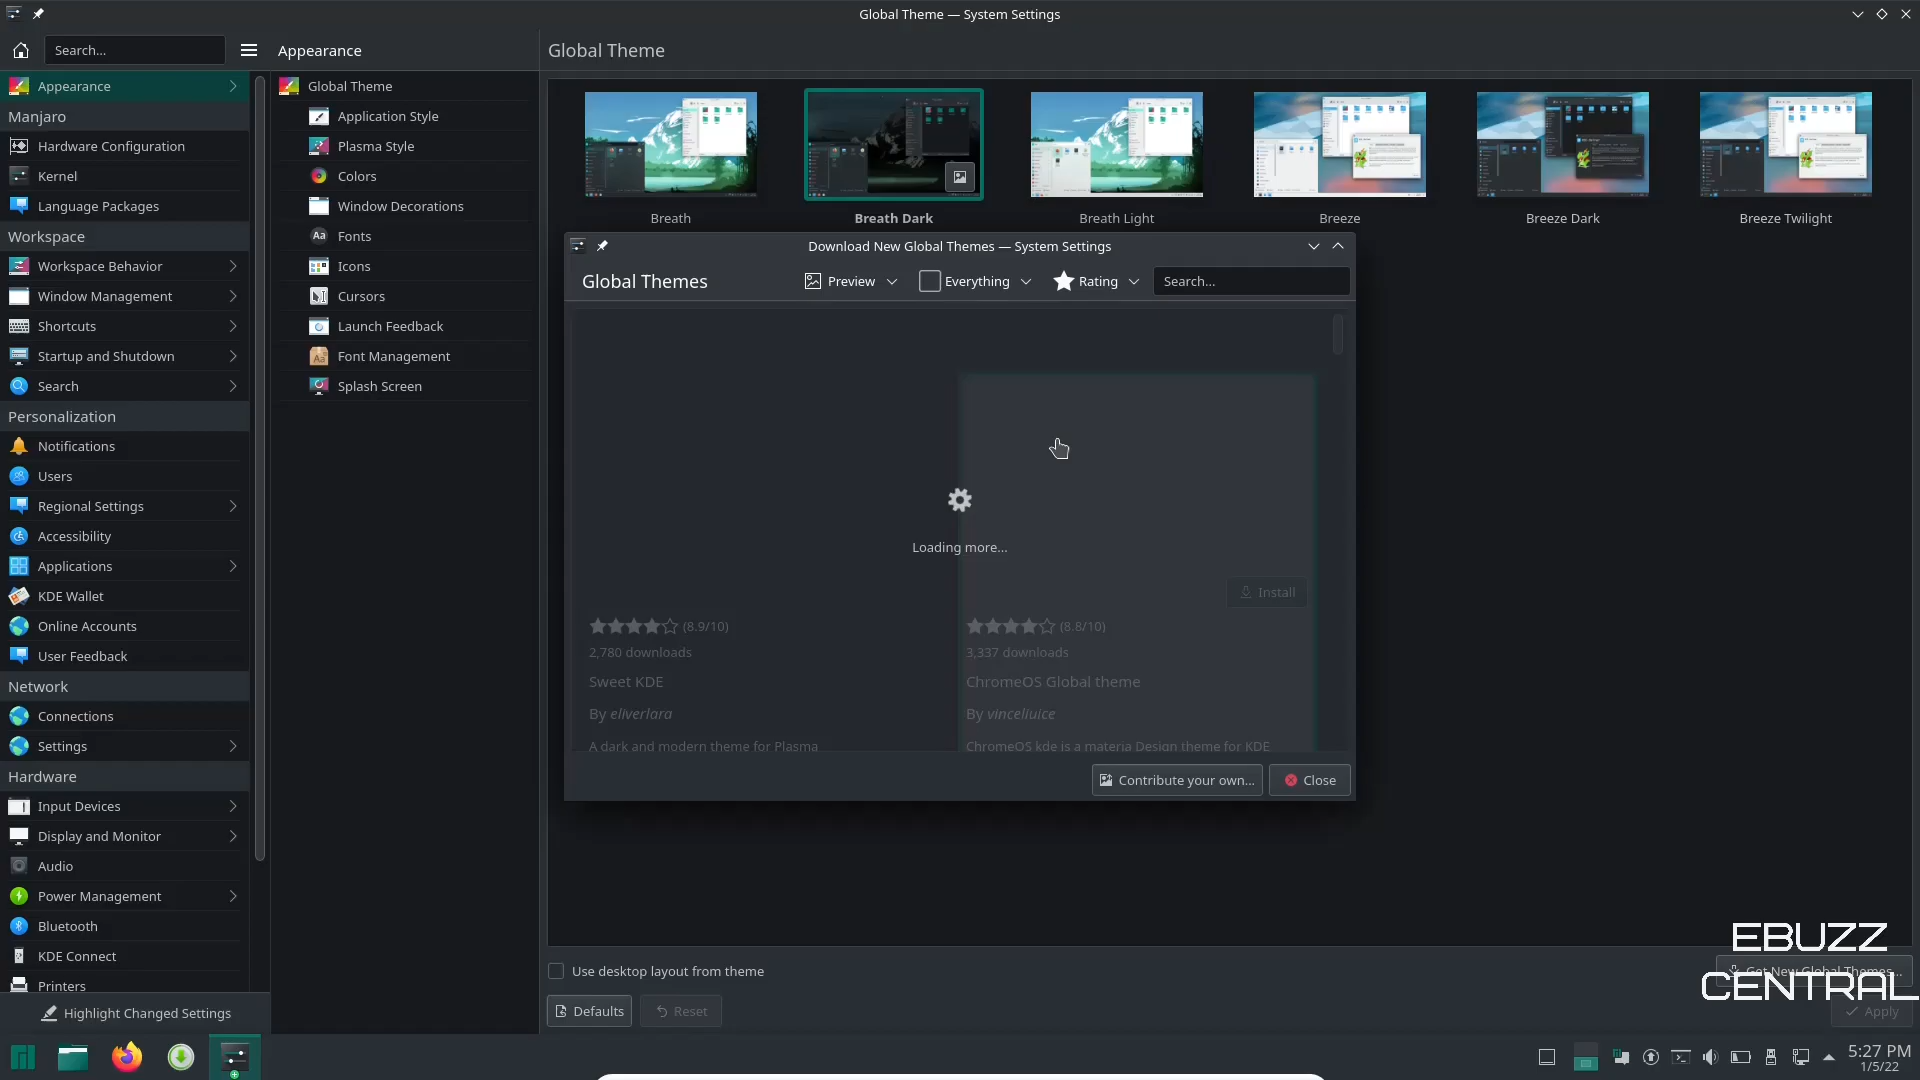 Global Theme — System Settings
Search...
Appearance
Global Theme
Appearance
Manjaro
Hardware Configuration
Kernel
Language Packages
Workspace
Workspace Behavior
Window Management
Shortcuts
Startup and Shutdown
Search
Personalization
Notifications
Users
Regional Settings
Accessibility
Applications
KDE Wallet
Online Accounts
User Feedback
Network
Connections
Settings
Hardware
Input Devices
Display and Monitor
Audio
Power Management
Bluetooth
KDE Connect
Printers
Highlight Changed Settings
Global Theme
Application Style
Plasma Style
Colors
Window Decorations
Aa Fonts
Icons
Cursors
Launch Feedback
Font Management
Splash Screen
Breath
Breath Dark
Breath Light
Breeze
Breeze Dark
Breeze Twilight
Download New Global Themes — System Settings
Global Themes
Preview
Everything
Rating
Search...
Loading more...
Install
(8.9/10)
2,780 downloads
Sweet KDE
By eliverlara
A dark and modern theme for Plasma
(8.8/10)
3,337 downloads
ChromeOS Global theme
By vinceliuice
ChromeOS kde is a materia Design theme for KDE
Contribute your own...
Close
Use desktop layout from theme
Get New Global Themes...
Defaults
Reset
Apply
EBUZZ
CENTRAL
5:27 PM
1/5/22